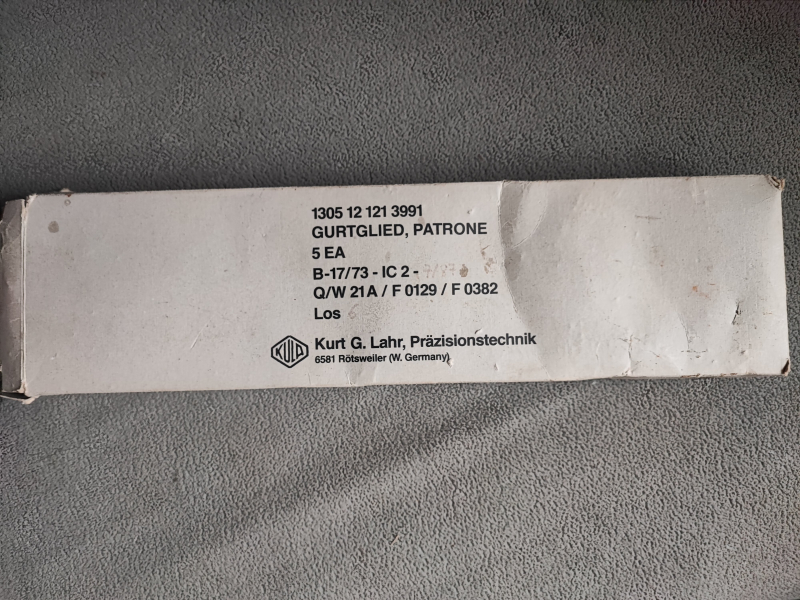 1305 12 121 3991
GURTGLIED, PATRONE
5 EA
B-17/73 - IC 2 -
Q/W 21 A / F 0129 / F 0382
Los
KULA
Kurt G. Lahr, Präzisionstechnik
6581 Rötsweiler (W. Germany)